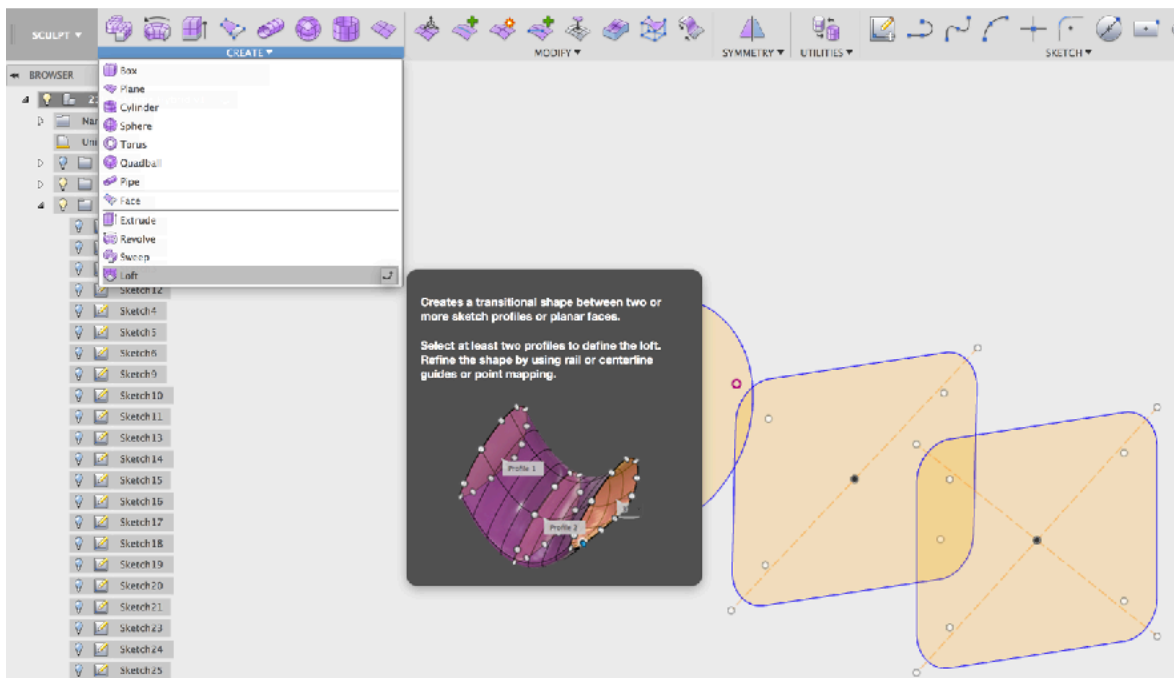 SCULPT
CREATE
MODIFY
SYMMETRY
UTILITIES
SKETCH
BROWSER
Box
Plane
Cylinder
Sphere
Torus
Quadball
Pipe
Face
Extrude
Revolve
Sweep
Loft
Nar
Uni
Sketch12
Sketch4
Sketch5
Sketch6
Sketch9
Sketch10
Sketch11
Sketch13
Sketch14
Sketch15
Sketch16
Sketch17
Sketch18
Sketch19
Sketch20
Sketch21
Sketch23
Sketch24
Sketch25
Creates a transitional shape between two or
more sketch profiles or planar faces.
Select at least two profiles to define the loft.
Refine the shape by using rail or centerline
guides or point mapping.
Profile 1
Profile 2